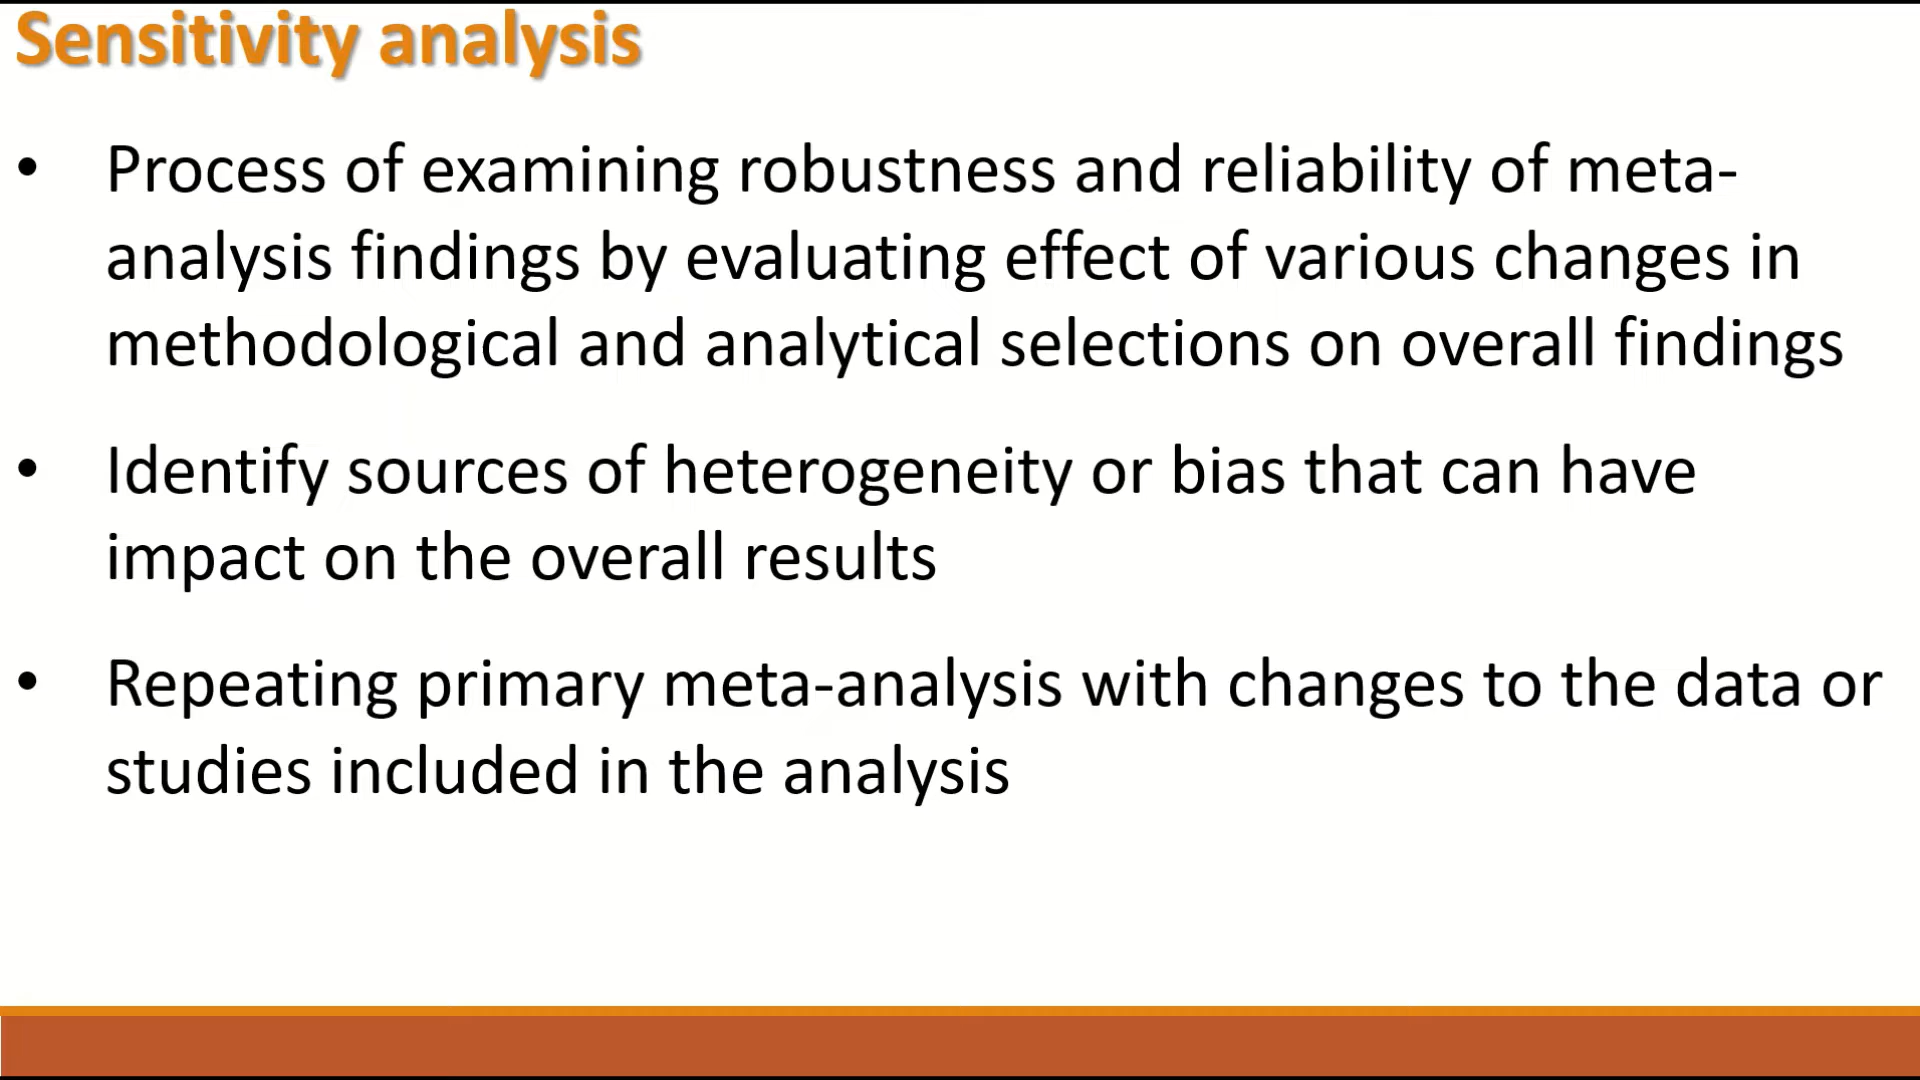 Sensitivity analysis
• Process of examining robustness and reliability of meta-
analysis findings by evaluating effect of various changes in
methodological and analytical selections on overall findings
• Identify sources of heterogeneity or bias that can have
impact on the overall results
• Repeating primary meta-analysis with changes to the data or
studies included in the analysis